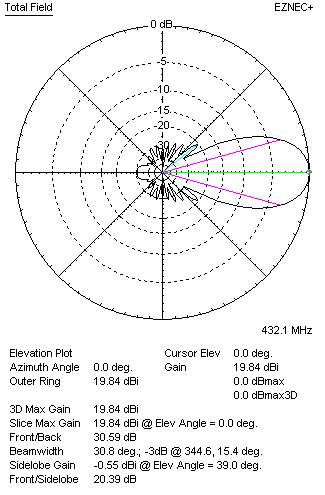 Total Field EZNEC+
0 dB
-5
-10
-15
-20
-30
432.1 MHz
Elevation Plot Cursor Elev 0.0 deg.
Azimuth Angle 0.0 deg. Gain 19.84 dBi
Outer Ring 19.84 dBi 0.0 dBmax
0.0 dBmax3D
3D Max Gain 19.84 dBi
Slice Max Gain 19.84 dBi @ Elev Angle = 0.0 deg.
Front/Back 30.59 dB
Beamwidth 30.8 deg.; -3dB @ 344.6, 15.4 deg.
Sidelobe Gain -0.55 dBi @ Elev Angle = 39.0 deg.
Front/Sidelobe 20.39 dB